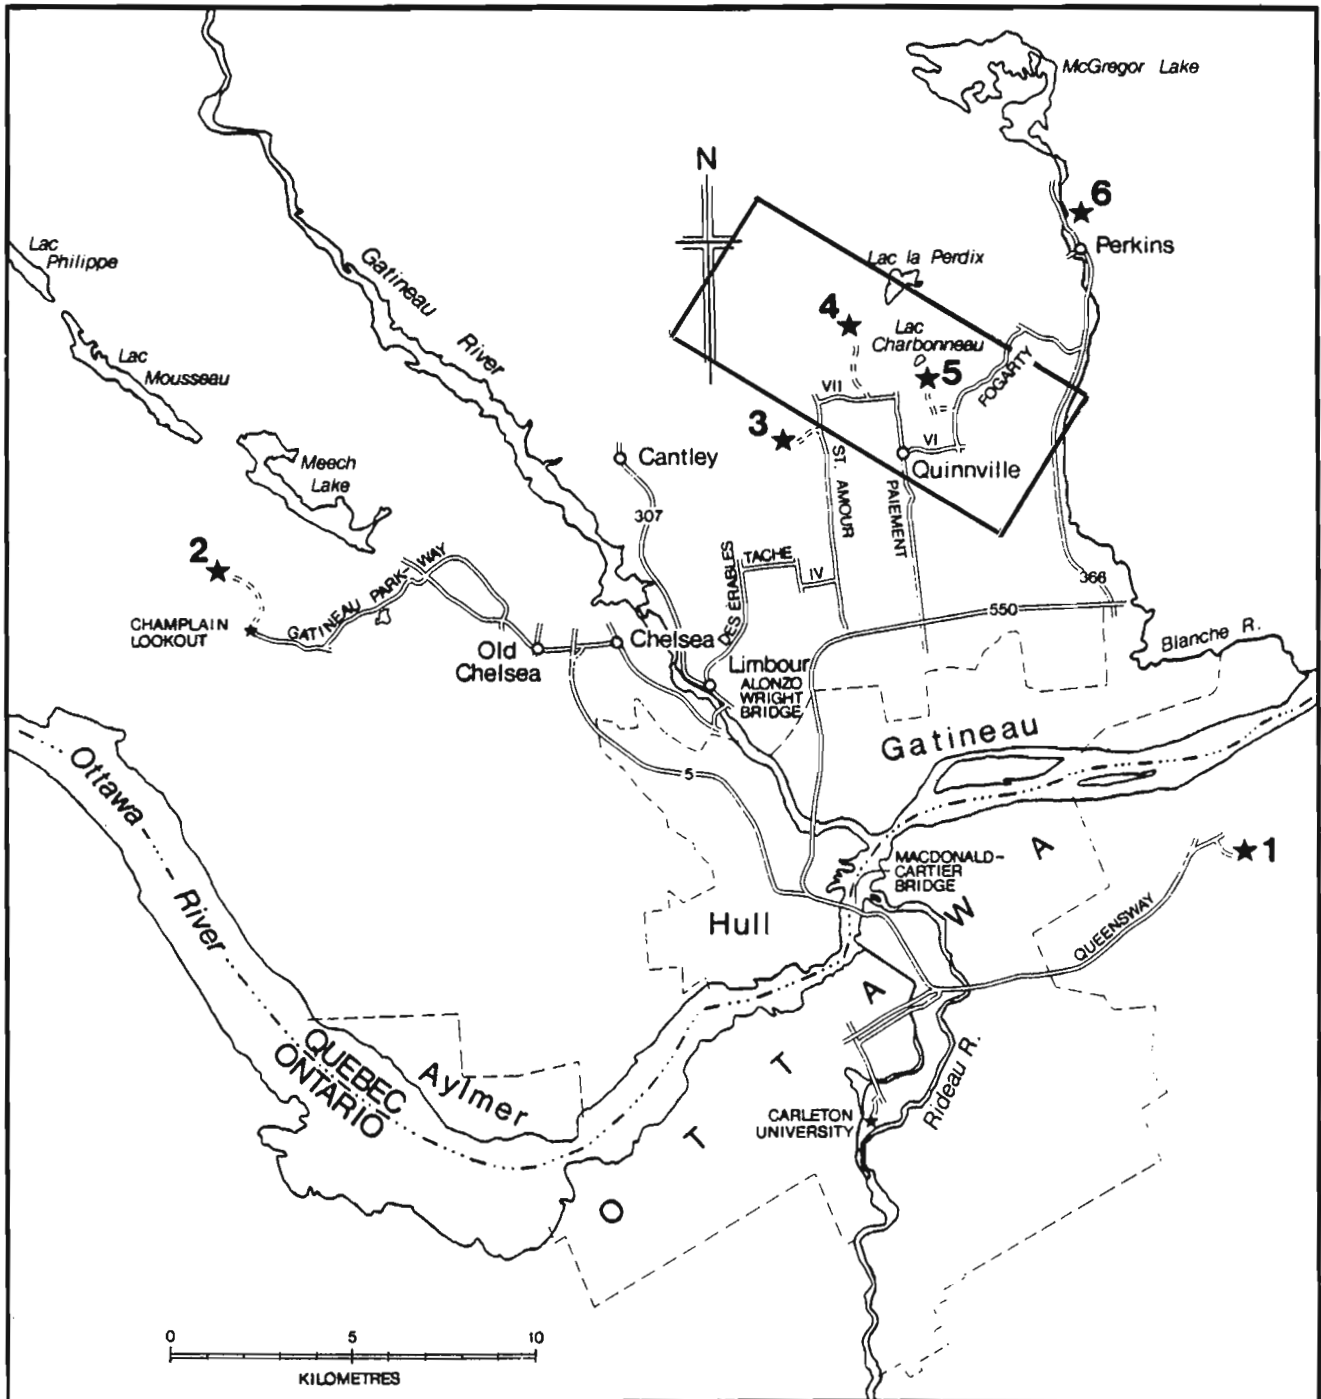 McGregor Lake
N
6
Perkins
Lac
Philippe
Gatineau
River
Lac la Perdix
4
Lac
Charbonneau
5
Lac
Mousseau
FOGARTY
VII
3
VI
Quinnville
Cantley
Meech
Lake
ST. AMOUR
PAIEMENT
307
2
GATINEAU PARK-WAY
DES ERABLES
TACHE
IV
366
550
CHAMPLAIN
LOOKOUT
Old
Chelsea
Chelsea
Limbour
ALONZO
WRIGHT
BRIDGE
Blanche R.
Gatineau
Ottawa
River
5
MACDONALD-
CARTIER
BRIDGE
1
QUEENSWAY
Hull
OTTAWA
QUEBEC
ONTARIO
Aylmer
Rideau R.
CARLETON
UNIVERSITY
0 5 10
KILOMETRES